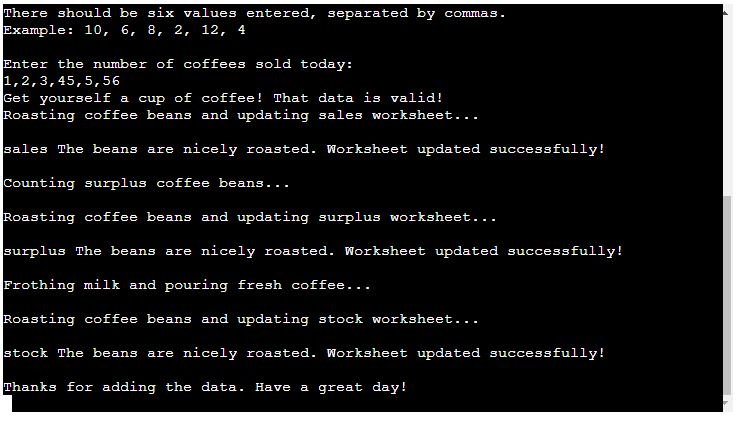 There should be six values entered, separated by commas.
Example: 10, 6, 8, 2, 12, 4
Enter the number of coffees sold today:
1,2,3,45,5,56
Get yourself a cup of coffee! That data is valid!
Roasting coffee beans and updating sales worksheet...
sales The beans are nicely roasted. Worksheet updated successfully!
Counting surplus coffee beans...
Roasting coffee beans and updating surplus worksheet...
surplus The beans are nicely roasted. Worksheet updated successfully!
Frothing milk and pouring fresh coffee...
Roasting coffee beans and updating stock worksheet...
stock The beans are nicely roasted. Worksheet updated successfully!
Thanks for adding the data. Have a great day!